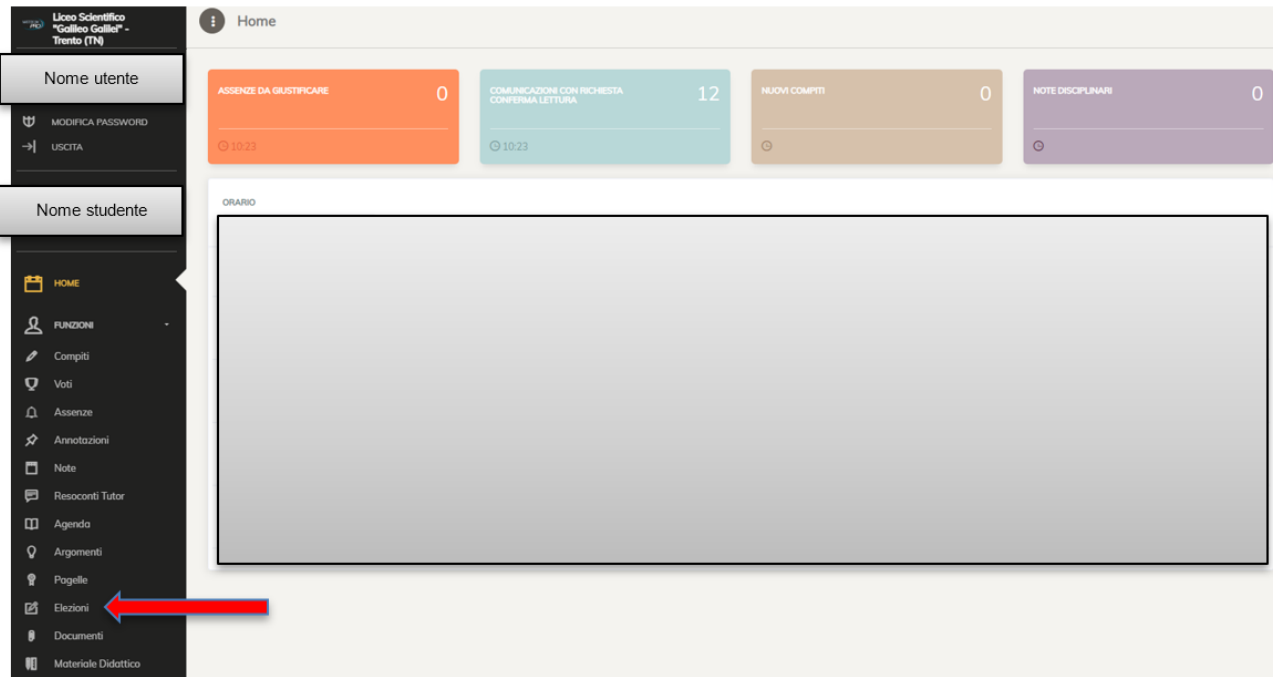 Liceo Scientifico
"Galileo Galilei" -
Trento (TN)
Home
Nome utente
MODIFICA PASSWORD
USCITA
Nome studente
HOME
FUNZIONI
Compiti
Voti
Assenze
Annotazioni
Note
Resoconti Tutor
Agenda
Argomenti
Pagelle
Elezioni
Documenti
Materiale Didattico
ASSENZE DA GIUSTIFICARE 0
10:23
COMUNICAZIONI CON RICHIESTA
CONFERMA LETTURA 12
10:23
NUOVI COMPITI 0
NOTE DISCIPLINARI 0
ORARIO